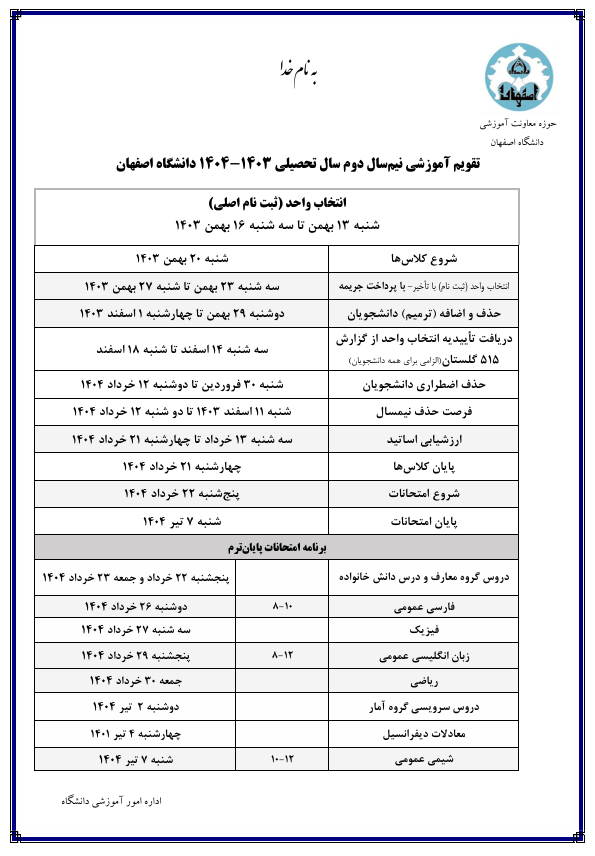 به نام خدا
اصفهان
حوزه معاونت آموزشی
دانشگاه اصفهان
تقویم آموزشی نیم‌سال دوم سال تحصیلی ۱۴۰۳-۱۴۰۴ دانشگاه اصفهان
انتخاب واحد (ثبت نام اصلی)
شنبه ۱۳ بهمن تا سه شنبه ۱۶ بهمن ۱۴۰۳
شروع کلاس‌ها شنبه ۲۰ بهمن ۱۴۰۳
انتخاب واحد (ثبت نام) با تأخیر- با پرداخت جریمه سه شنبه ۲۳ بهمن تا شنبه ۲۷ بهمن ۱۴۰۳
حذف و اضافه (ترمیم) دانشجویان دوشنبه ۲۹ بهمن تا چهارشنبه ۱ اسفند ۱۴۰۳
دریافت تأییدیه انتخاب واحد از گزارش
۵۱۵ گلستان(الزامی برای همه دانشجویان) سه شنبه ۱۴ اسفند تا شنبه ۱۸ اسفند
حذف اضطراری دانشجویان شنبه ۳۰ فروردین تا دوشنبه ۱۲ خرداد ۱۴۰۴
فرصت حذف نیمسال شنبه ۱۱ اسفند ۱۴۰۳ تا دو شنبه ۱۲ خرداد ۱۴۰۴
ارزشیابی اساتید سه شنبه ۱۳ خرداد تا چهارشنبه ۲۱ خرداد ۱۴۰۴
پایان کلاس‌ها چهارشنبه ۲۱ خرداد ۱۴۰۴
شروع امتحانات پنج‌شنبه ۲۲ خرداد ۱۴۰۴
پایان امتحانات شنبه ۷ تیر ۱۴۰۴
برنامه امتحانات پایان‌ترم
دروس گروه معارف و درس دانش خانواده پنجشنبه ۲۲ خرداد و جمعه ۲۳ خرداد ۱۴۰۴
فارسی عمومی ۸-۱۰ دوشنبه ۲۶ خرداد ۱۴۰۴
فیزیک سه شنبه ۲۷ خرداد ۱۴۰۴
زبان انگلیسی عمومی ۸-۱۲ پنجشنبه ۲۹ خرداد ۱۴۰۴
ریاضی جمعه ۳۰ خرداد ۱۴۰۴
دروس سرویسی گروه آمار دوشنبه ۲ تیر ۱۴۰۴
معادلات دیفرانسیل چهارشنبه ۴ تیر ۱۴۰۱
شیمی عمومی ۱۰-۱۲ شنبه ۷ تیر ۱۴۰۴
اداره امور آموزشی دانشگاه